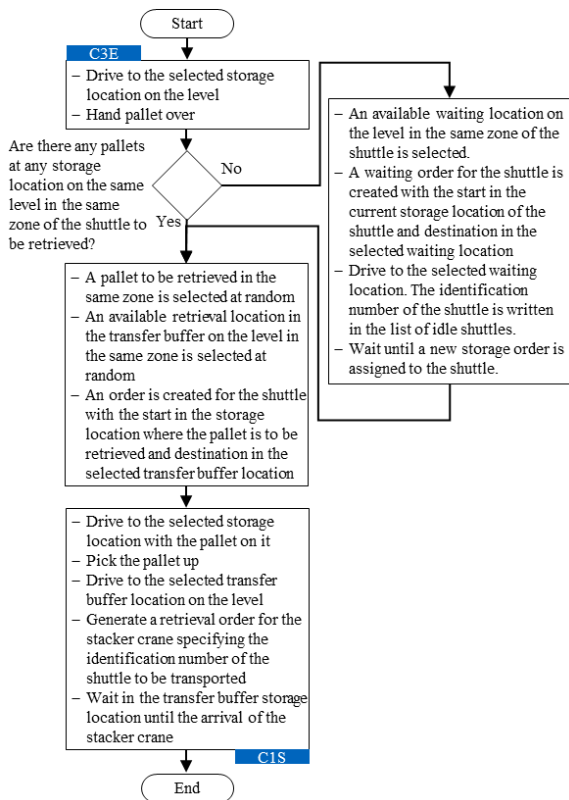 Start
C3E
– Drive to the selected storage
location on the level
– Hand pallet over
Are there any pallets
at any storage
location on the same
level in the same
zone of the shuttle to
be retrieved?
No
Yes
– An available waiting location on
the level in the same zone of the
shuttle is selected.
– A waiting order for the shuttle is
created with the start in the
current storage location of the
shuttle and destination in the
selected waiting location
– Drive to the selected waiting
location. The identification
number of the shuttle is written
in the list of idle shuttles.
– Wait until a new storage order is
assigned to the shuttle.
– A pallet to be retrieved in the
same zone is selected at random
– An available retrieval location in
the transfer buffer on the level in
the same zone is selected at
random
– An order is created for the shuttle
with the start in the storage
location where the pallet is to be
retrieved and destination in the
selected transfer buffer location
– Drive to the selected storage
location with the pallet on it
– Pick the pallet up
– Drive to the selected transfer
buffer location on the level
– Generate a retrieval order for the
stacker crane specifying the
identification number of the
shuttle to be transported
– Wait in the transfer buffer storage
location until the arrival of the
stacker crane
C1S
End